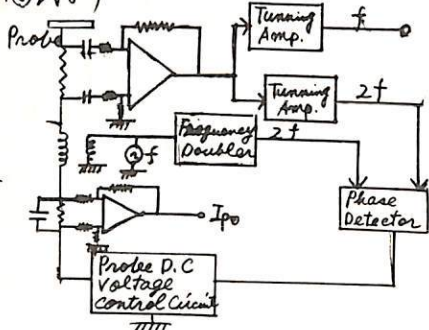 Probe
Tunning
Amp.
f
Tunning
Amp.
2f
Frequency
Doubler
2f
f
Phase
Detector
Ipo
Probe D.C
Voltage
Control Circuit